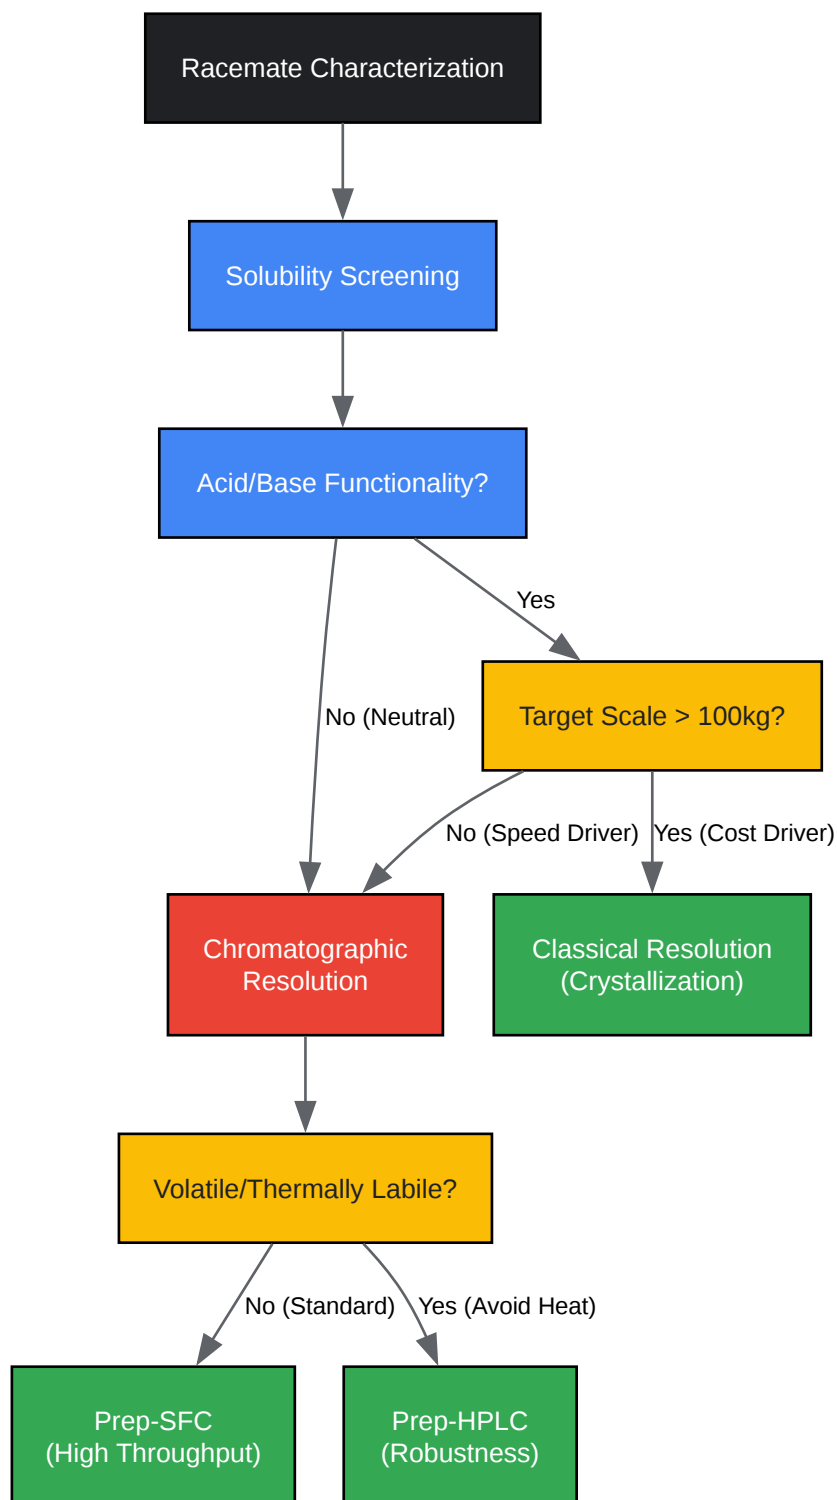 Racemate Characterization
Solubility Screening
Acid/Base Functionality?
Yes
No (Neutral)
Target Scale > 100kg?
No (Speed Driver)
Yes (Cost Driver)
Chromatographic
Resolution
Classical Resolution
(Crystallization)
Volatile/Thermally Labile?
No (Standard)
Yes (Avoid Heat)
Prep-SFC
(High Throughput)
Prep-HPLC
(Robustness)